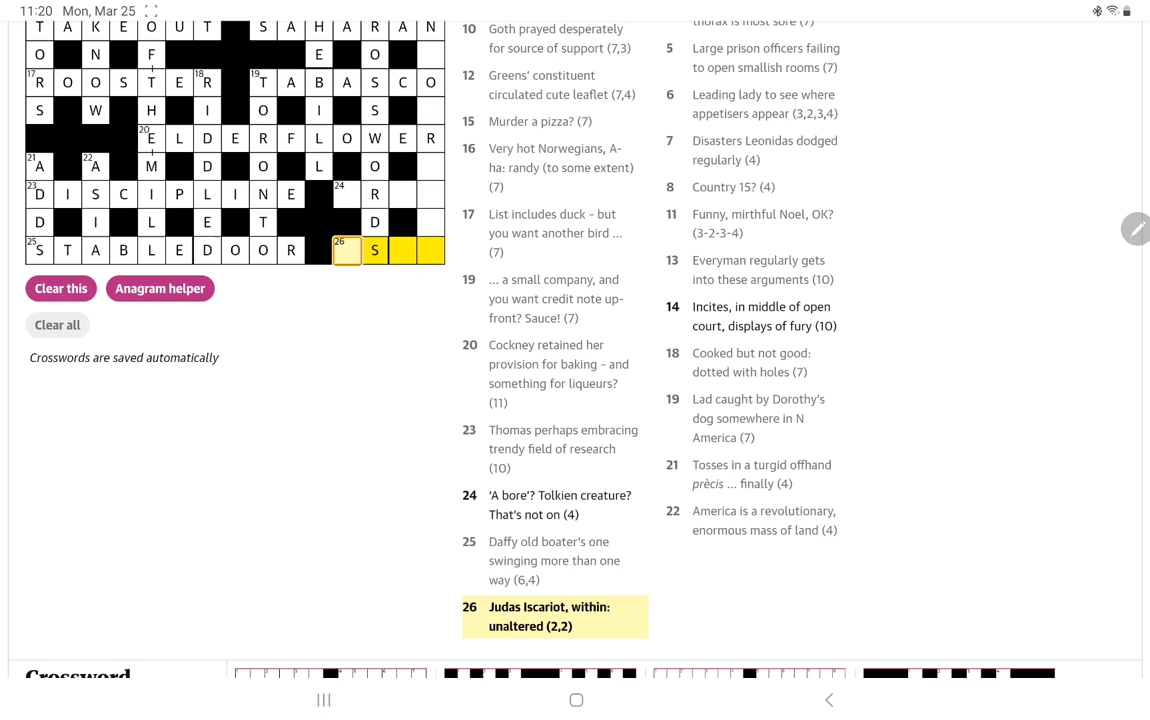 11:20 Mon, Mar 25
T A K E O U T S A H A R A N
O N F E O
17 R O O S T E 18 R 19 T A B A S C O
S W H I O I S
20 E L D E R F L O W E R
21 A 22 A M D O L O
23 D I S C I P L I N E 24 R
D I L E T D
25 S T A B L E D O O R 26 S
Clear this
Anagram helper
Clear all
Crosswords are saved automatically
10 Goth prayed desperately
for source of support (7,3)
12 Greens' constituent
circulated cute leaflet (7,4)
15 Murder a pizza? (7)
16 Very hot Norwegians, A-
ha: randy (to some extent)
(7)
17 List includes duck – but
you want another bird ...
(7)
19 ... a small company, and
you want credit note up-
front? Sauce! (7)
20 Cockney retained her
provision for baking – and
something for liqueurs?
(11)
23 Thomas perhaps embracing
trendy field of research
(10)
24 'A bore'? Tolkien creature?
That's not on (4)
25 Daffy old boater's one
swinging more than one
way (6,4)
26 Judas Iscariot, within:
unaltered (2,2)
thorax is most sore (7)
5 Large prison officers failing
to open smallish rooms (7)
6 Leading lady to see where
appetisers appear (3,2,3,4)
7 Disasters Leonidas dodged
regularly (4)
8 Country 15? (4)
11 Funny, mirthful Noel, OK?
(3-2-3-4)
13 Everyman regularly gets
into these arguments (10)
14 Incites, in middle of open
court, displays of fury (10)
18 Cooked but not good:
dotted with holes (7)
19 Lad caught by Dorothy's
dog somewhere in N
America (7)
21 Tosses in a turgid offhand
prècis ... finally (4)
22 America is a revolutionary,
enormous mass of land (4)
Crossword